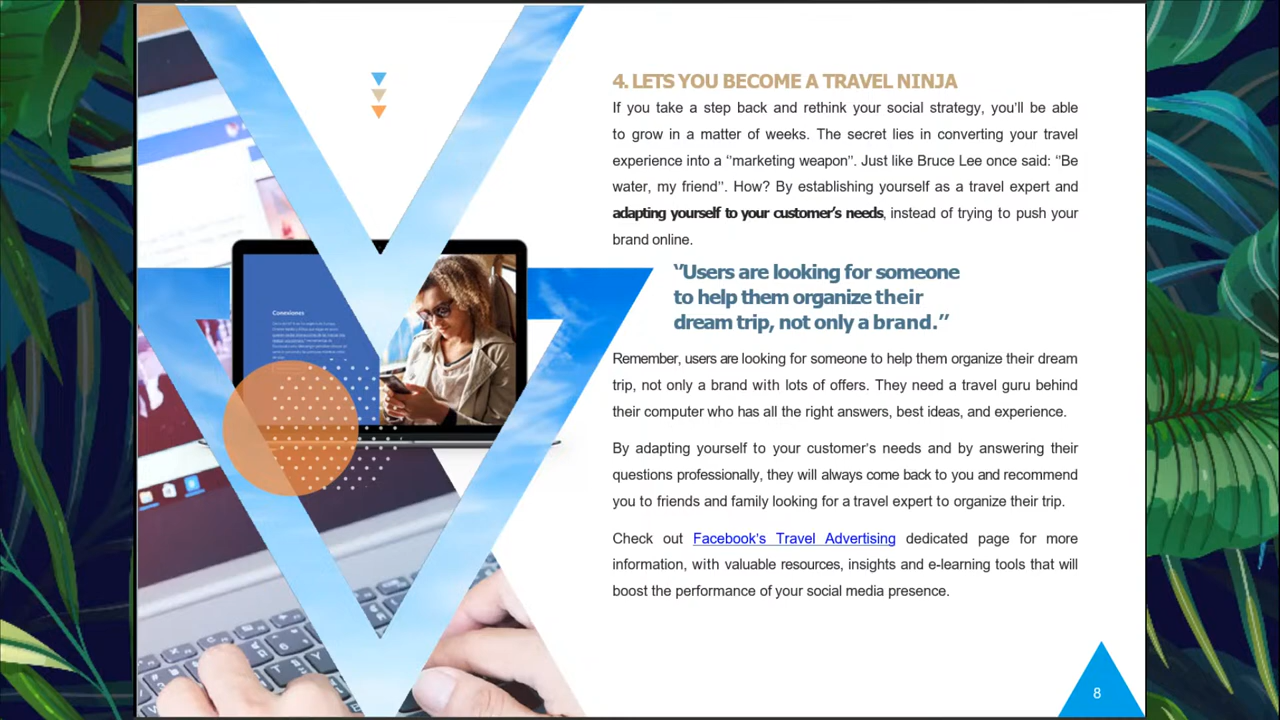 4. LETS YOU BECOME A TRAVEL NINJA
If you take a step back and rethink your social strategy, you'll be able
to grow in a matter of weeks. The secret lies in converting your travel
experience into a "marketing weapon". Just like Bruce Lee once said: "Be
water, my friend". How? By establishing yourself as a travel expert and
adapting yourself to your customer's needs, instead of trying to push your
brand online.
"Users are looking for someone
to help them organize their
dream trip, not only a brand."
Remember, users are looking for someone to help them organize their dream
trip, not only a brand with lots of offers. They need a travel guru behind
their computer who has all the right answers, best ideas, and experience.
By adapting yourself to your customer's needs and by answering their
questions professionally, they will always come back to you and recommend
you to friends and family looking for a travel expert to organize their trip.
Check out Facebook's Travel Advertising dedicated page for more
information, with valuable resources, insights and e-learning tools that will
boost the performance of your social media presence.
Conexiones
8